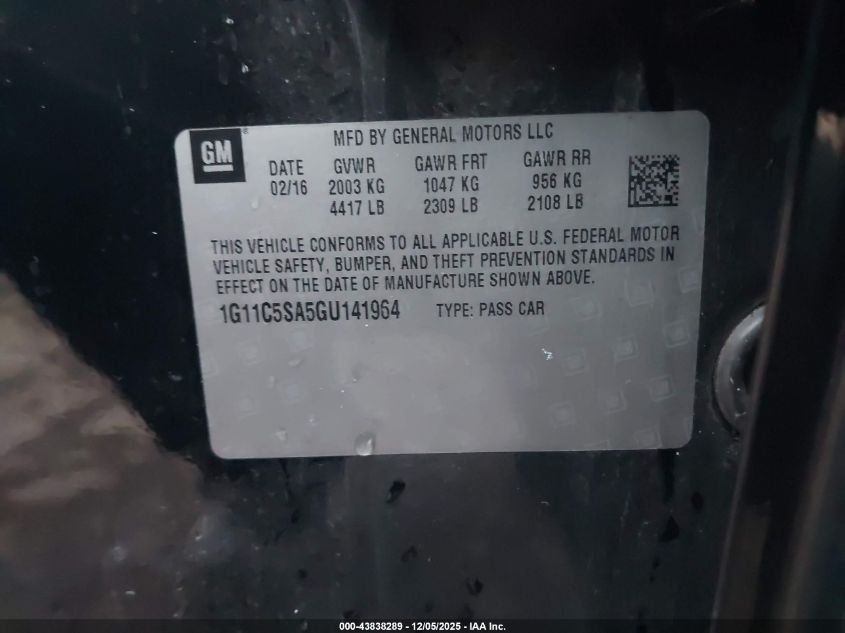 GM
MFD BY GENERAL MOTORS LLC
DATE GVWR GAWR FRT GAWR RR
02/16 2003 KG 1047 KG 956 KG
4417 LB 2309 LB 2108 LB
THIS VEHICLE CONFORMS TO ALL APPLICABLE U.S. FEDERAL MOTOR
VEHICLE SAFETY, BUMPER, AND THEFT PREVENTION STANDARDS IN
EFFECT ON THE DATE OF MANUFACTURE SHOWN ABOVE.
1G11C5SA5GU141964 TYPE: PASS CAR
000-43838289 - 12/05/2025 - IAA Inc.